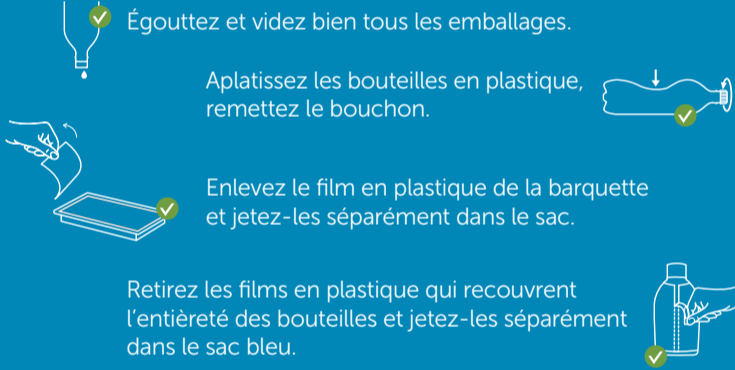 Égouttez et videz bien tous les emballages.
Aplatissez les bouteilles en plastique,
remettez le bouchon.
Enlevez le film en plastique de la barquette
et jetez-les séparément dans le sac.
Retirez les films en plastique qui recouvrent
l’entièreté des bouteilles et jetez-les séparément
dans le sac bleu.